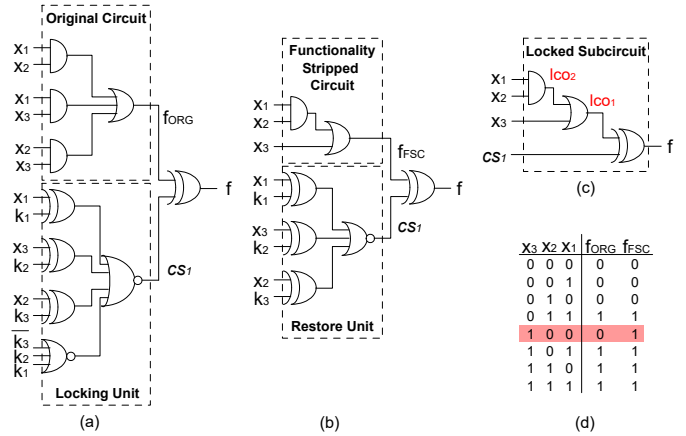 Original Circuit
x1
x2
x1
x3
x2
x3
fORG
f
x1
k1
x3
k2
x2
k3
k3
k2
k1
CS1
Locking Unit
(a)
Functionality
Stripped
Circuit
x1
x2
x3
fFSC
f
x1
k1
x3
k2
x2
k3
CS1
Restore Unit
(b)
Locked Subcircuit
x1
x2
x3
lco2
lco1
CS1
f
(c)
x3 x2 x1 fORG fFSC
0 0 0 0 0
0 0 1 0 0
0 1 0 0 0
0 1 1 1 1
1 0 0 0 1
1 0 1 1 1
1 1 0 1 1
1 1 1 1 1
(d)